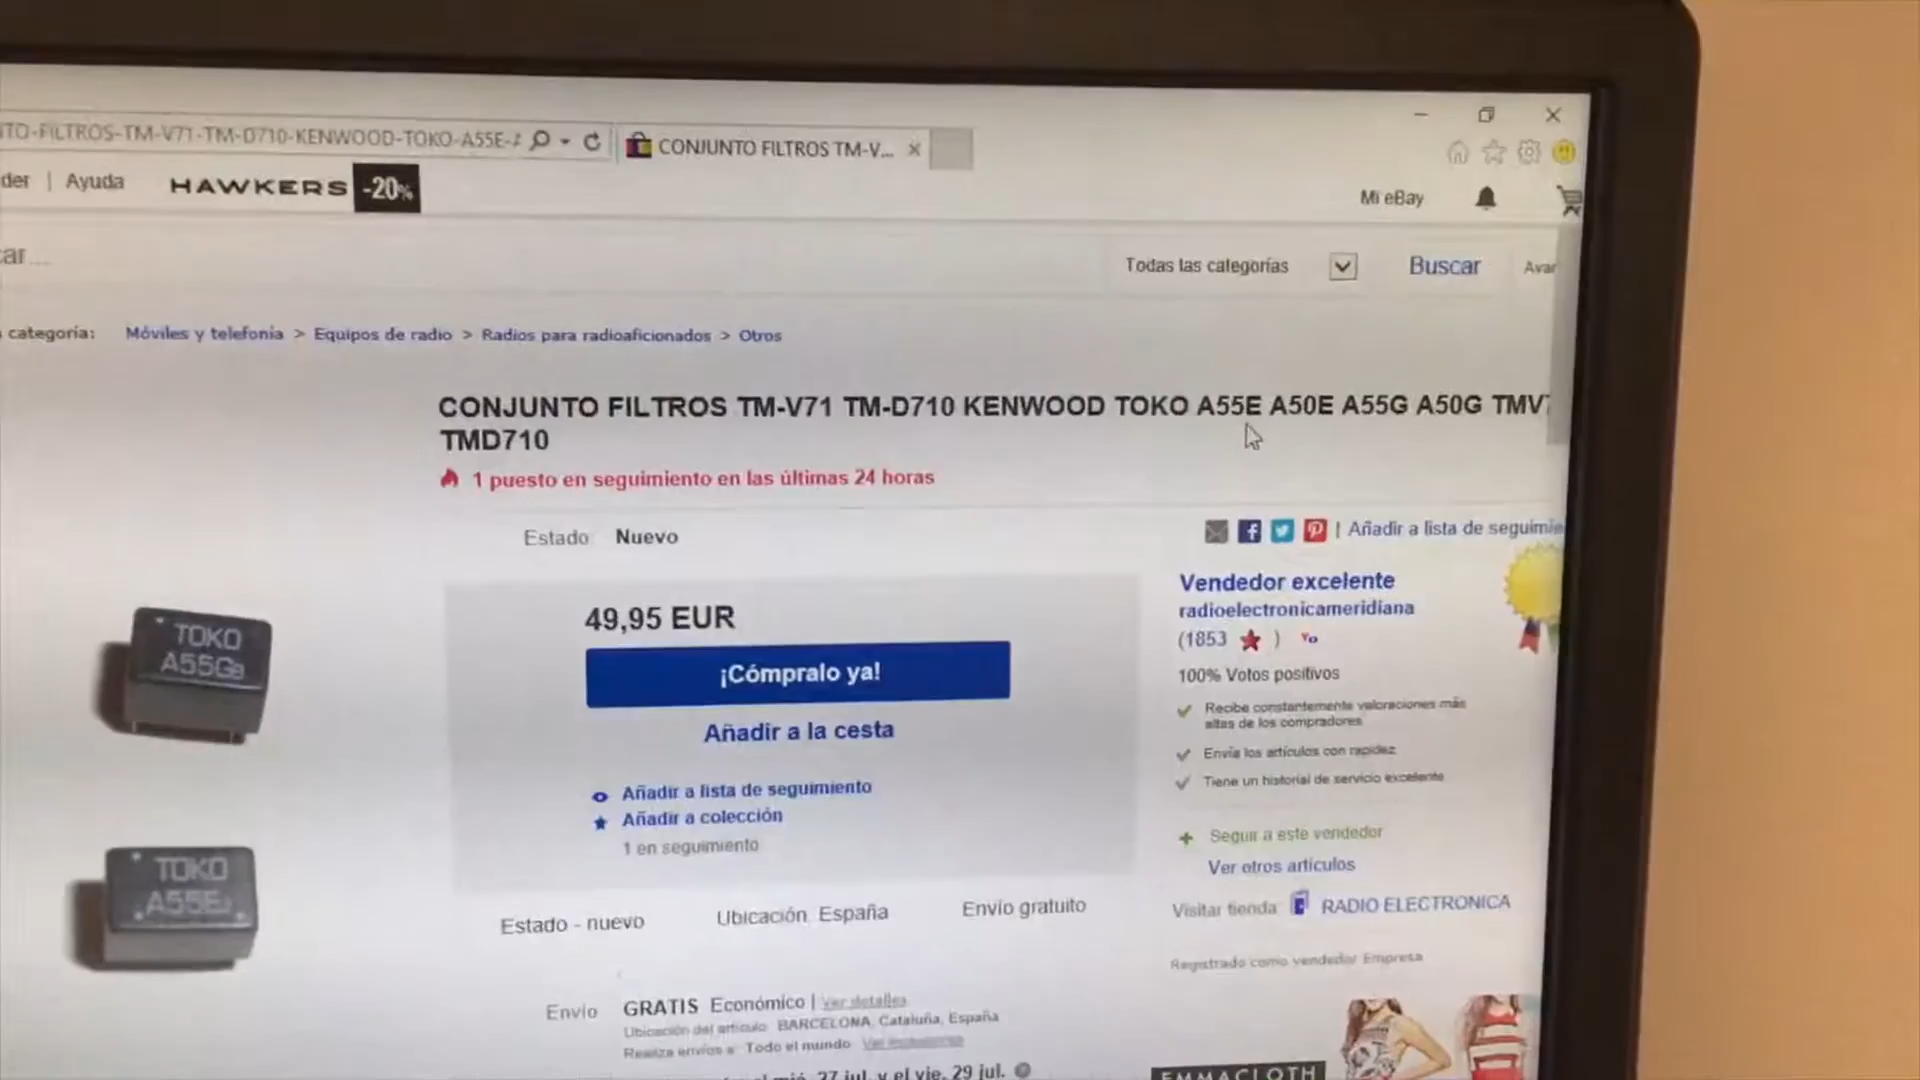 TO-FILTROS-TM-V71-TM-D710-KENWOOD-TOKO-A55E-
CONJUNTO FILTROS TM-V...
der | Ayuda
HAWKERS -20%
Mi eBay
ar...
Todas las categorías
Buscar
Avar
categoría: Móviles y telefonía > Equipos de radio > Radios para radioaficionados > Otros
CONJUNTO FILTROS TM-V71 TM-D710 KENWOOD TOKO A55E A50E A55G A50G TMV7
TMD710
1 puesto en seguimiento en las últimas 24 horas
Estado: Nuevo
| Añadir a lista de seguimie
TOKO
A55G
TOKO
A55E
49,95 EUR
¡Cómpralo ya!
Añadir a la cesta
Añadir a lista de seguimiento
Añadir a colección
1 en seguimiento
Estado - nuevo
Ubicación: España
Envío gratuito
Envío: GRATIS Económico | Ver detalles
Ubicación del artículo: BARCELONA, Cataluña, España
Realiza envíos a: Todo el mundo
27 jul. y el vie. 29 jul.
Vendedor excelente
radioelectronicameridiana
(1853 )
100% Votos positivos
Recibe constantemente valoraciones más
altas de los compradores
Envía los artículos con rapidez
Tiene un historial de servicio excelente
+ Seguir a este vendedor
Ver otros artículos
Visitar tienda: RADIO ELECTRONICA
Registrado como vendedor Empresa
EMMACLOTH